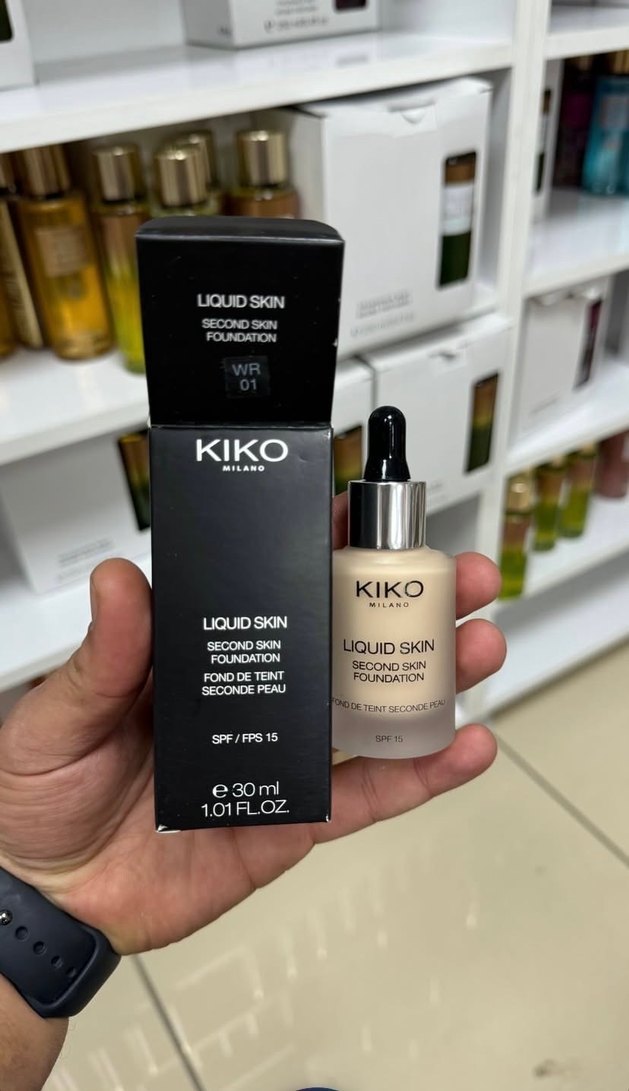 LIQUID SKIN
SECOND SKIN
FOUNDATION
WR
01
KIKO
MILANO
LIQUID SKIN
SECOND SKIN
FOUNDATION
FOND DE TEINT
SECONDE PEAU
SPF / FPS 15
e 30 ml
1.01 FL.OZ.
KIKO
MILANO
LIQUID SKIN
SECOND SKIN
FOUNDATION
FOND DE TEINT SECONDE PEAU
SPF 15